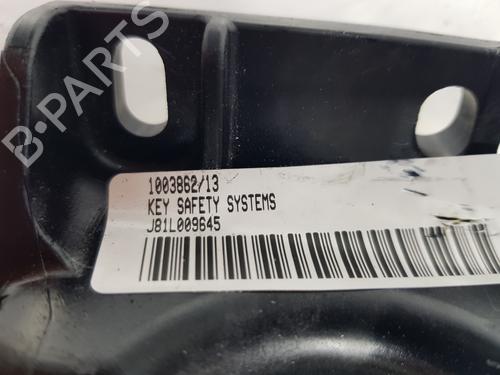 B-PARTS
1003862/13
KEY SAFETY SYSTEMS
J81L009645